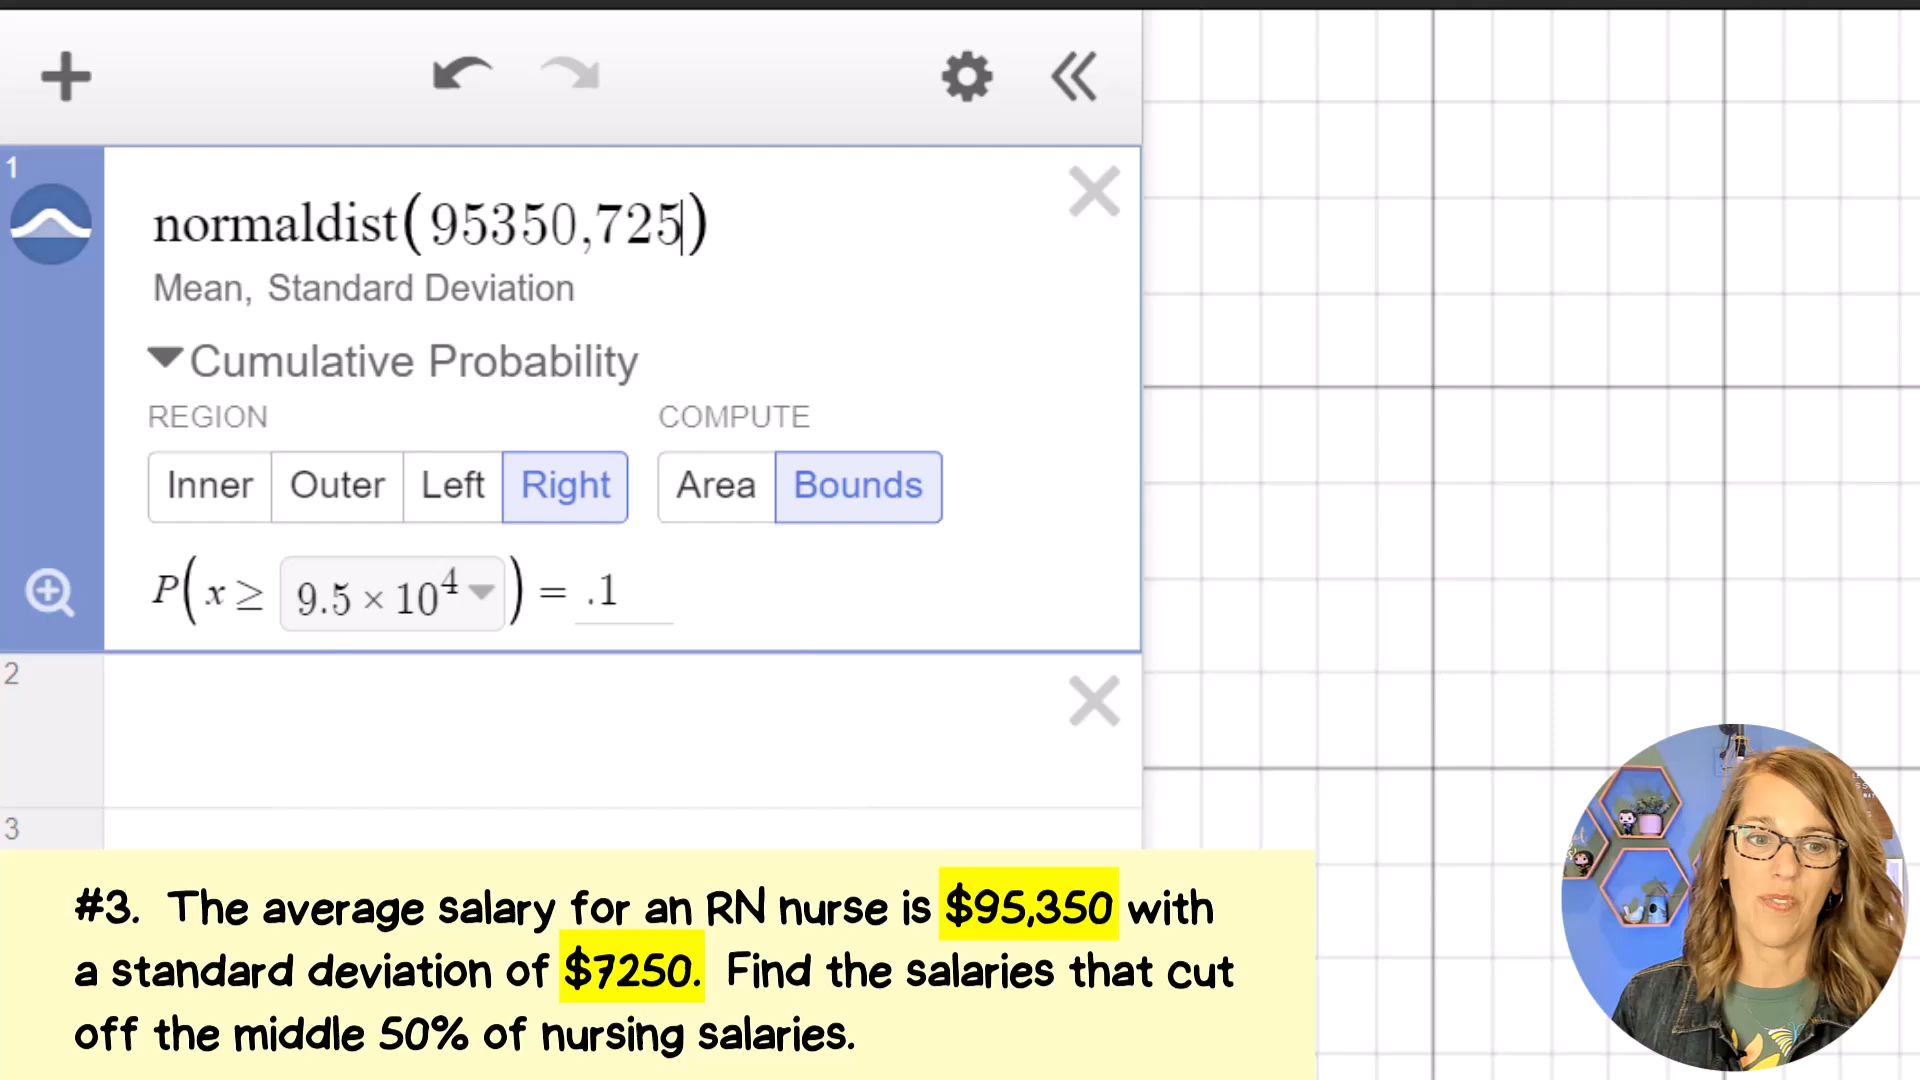 1
normaldist(95350,725)
Mean, Standard Deviation
Cumulative Probability
REGION COMPUTE
Inner Outer Left Right Area Bounds
P(x ≥ 9.5 × 10⁴) = .1
2
3
#3. The average salary for an RN nurse is $95,350 with
a standard deviation of $7250. Find the salaries that cut
off the middle 50% of nursing salaries.